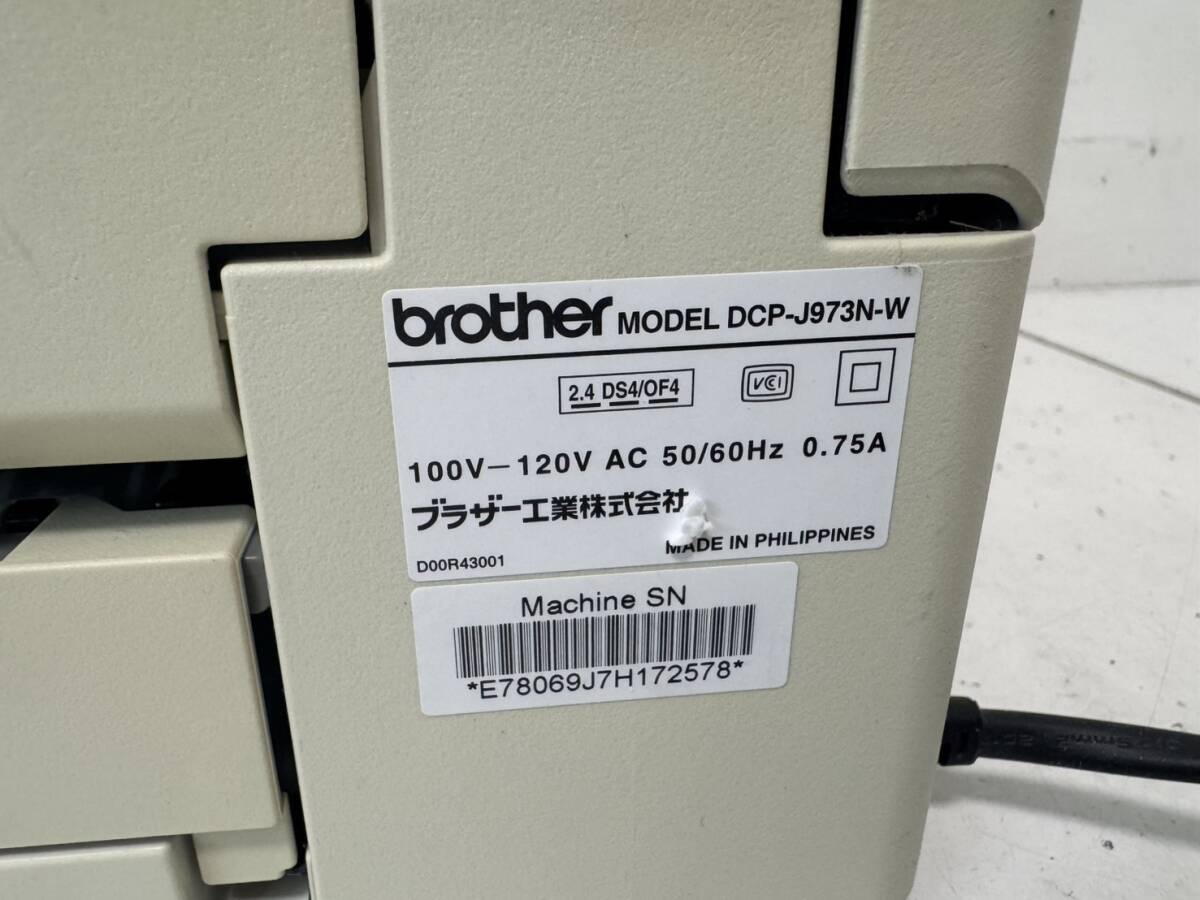 brother MODEL DCP-J973N-W
2.4 DS4/OF4
VCI
100V－120V AC 50/60Hz 0.75A
ブラザー工業株式会社
MADE IN PHILIPPINES
D00R43001
Machine SN
*E78069J7H172578*